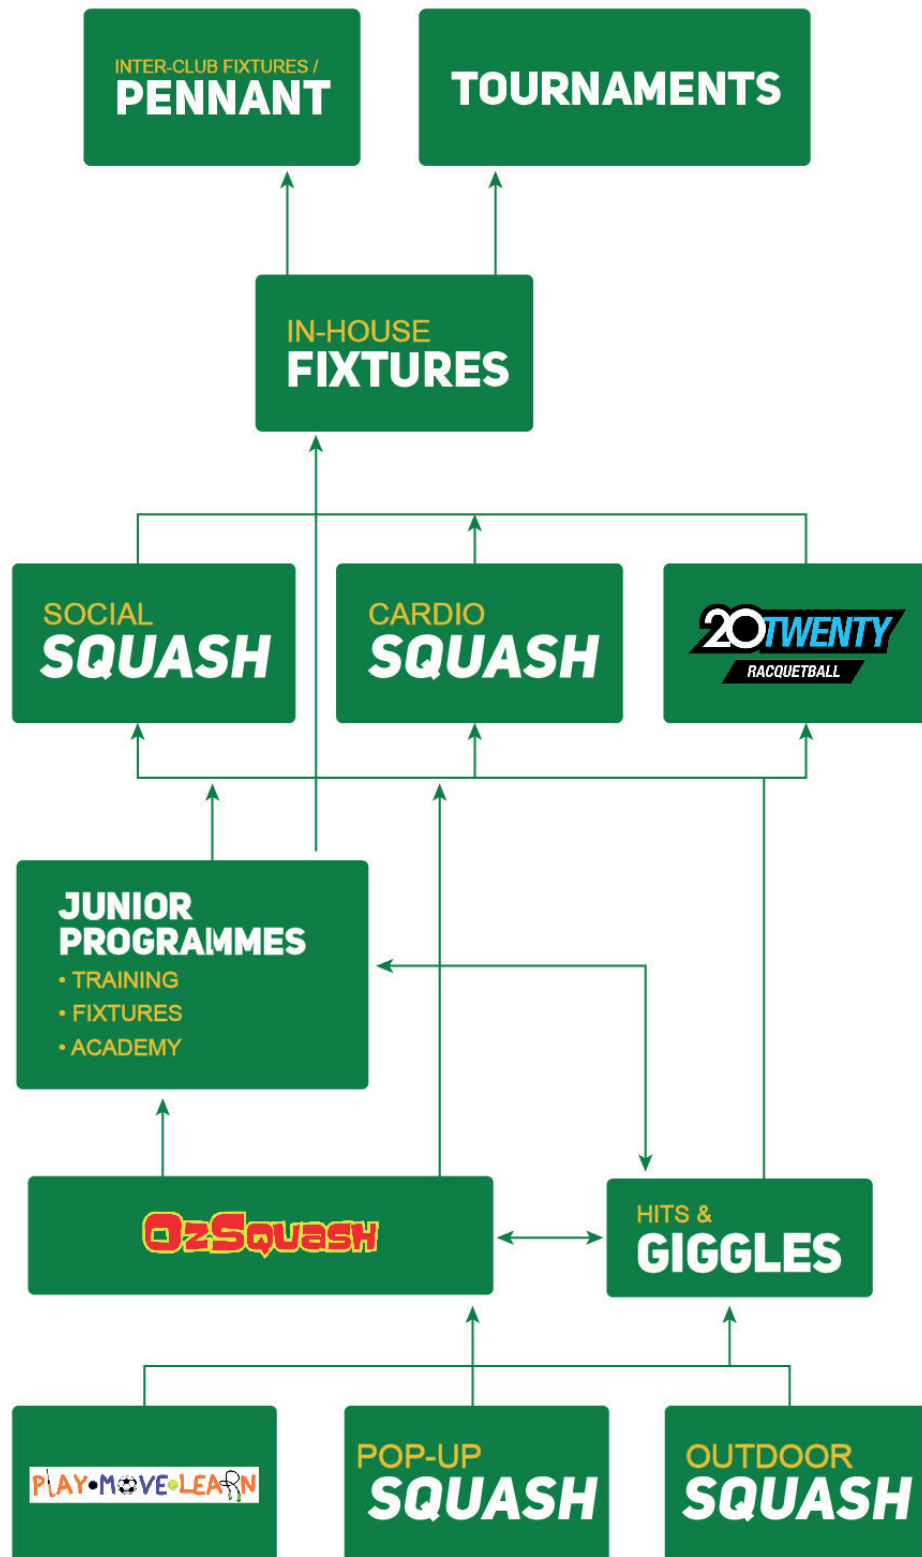 INTER-CLUB FIXTURES /
PENNANT
TOURNAMENTS
IN-HOUSE
FIXTURES
SOCIAL
SQUASH
CARDIO
SQUASH
20TWENTY
RACQUETBALL
JUNIOR
PROGRAMMES
• TRAINING
• FIXTURES
• ACADEMY
OzSquash
HITS &
GIGGLES
PLAY•MOVE•LEARN
POP-UP
SQUASH
OUTDOOR
SQUASH